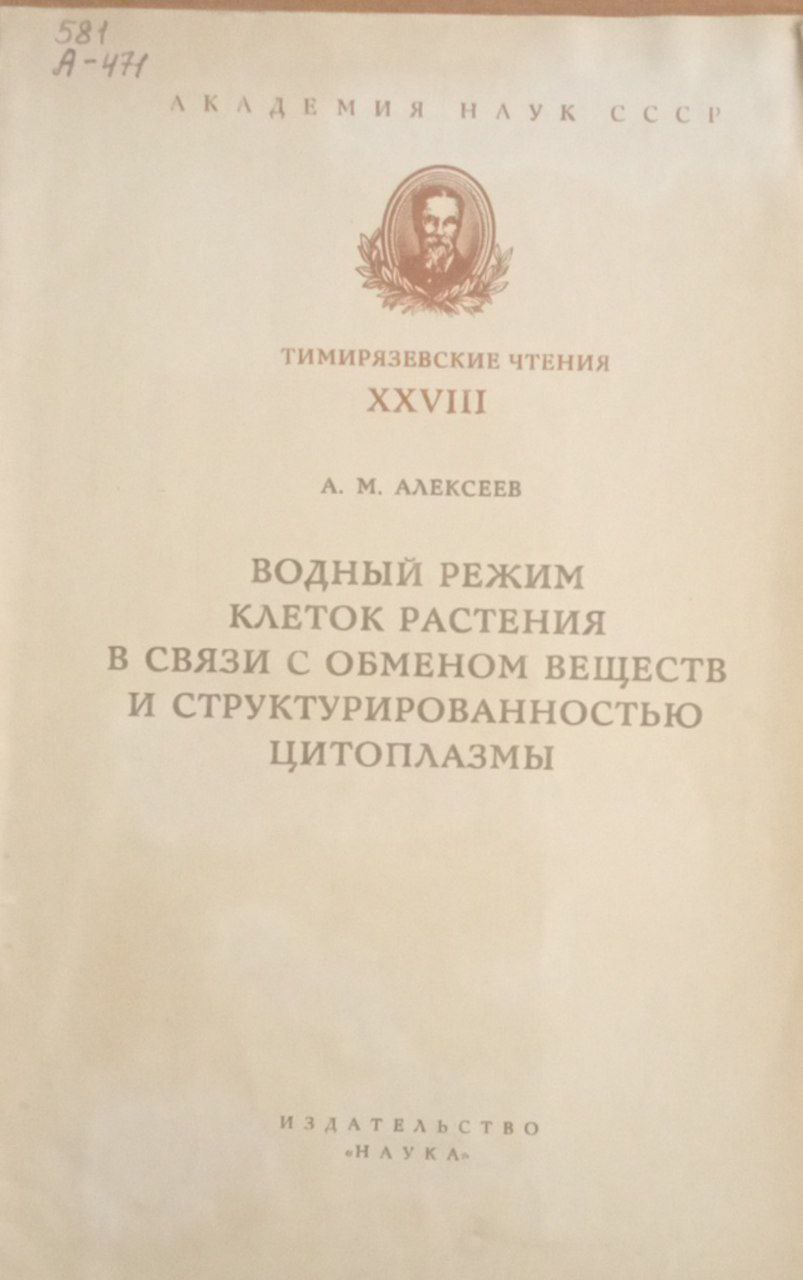 581
А-471
АКАДЕМИЯ НАУК СССР
ТИМИРЯЗЕВСКИЕ ЧТЕНИЯ
XXVIII
А. М. АЛЕКСЕЕВ
ВОДНЫЙ РЕЖИМ
КЛЕТОК РАСТЕНИЯ
В СВЯЗИ С ОБМЕНОМ ВЕЩЕСТВ
И СТРУКТУРИРОВАННОСТЬЮ
ЦИТОПЛАЗМЫ
ИЗДАТЕЛЬСТВО
«НАУКА»